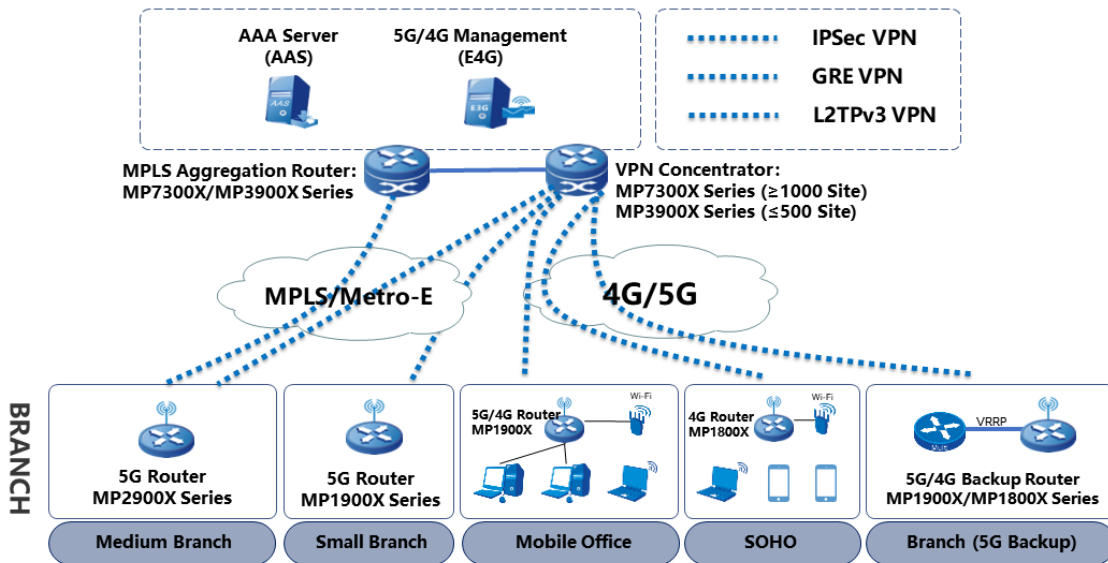 AAA Server
(AAS)
5G/4G Management
(E4G)
IPSec VPN
GRE VPN
L2TPv3 VPN
AAS
E3G
MPLS Aggregation Router:
MP7300X/MP3900X Series
VPN Concentrator:
MP7300X Series (≥1000 Site)
MP3900X Series (≤500 Site)
MPLS/Metro-E
4G/5G
BRANCH
5G Router
MP2900X Series
Medium Branch
5G Router
MP1900X Series
Small Branch
5G/4G Router
MP1900X
Wi-Fi
Mobile Office
4G Router
MP1800X
Wi-Fi
SOHO
VRRP
5G/4G Backup Router
MP1900X/MP1800X Series
Branch (5G Backup)